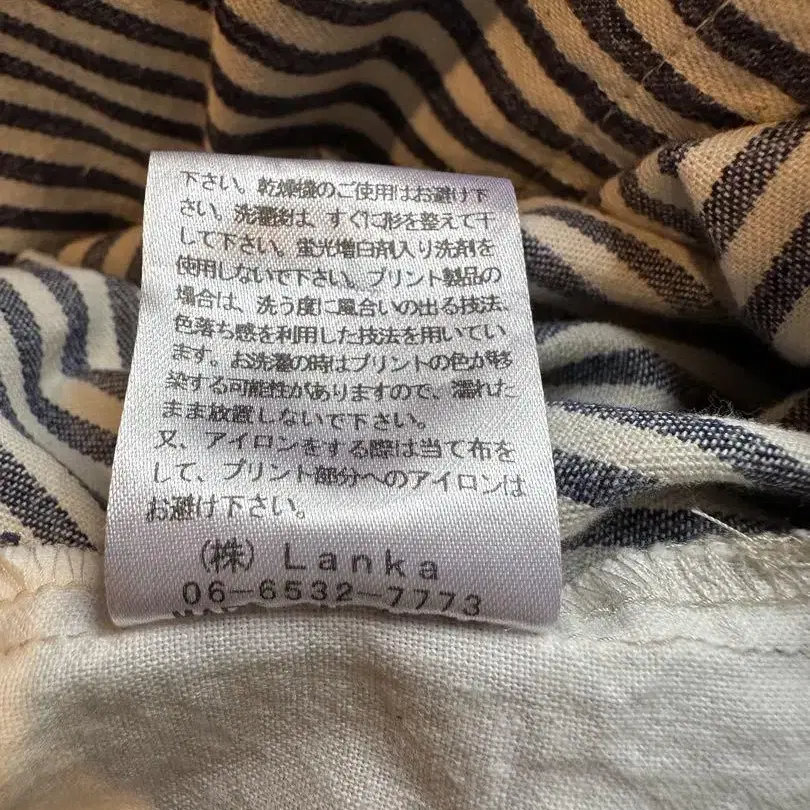 下さい。乾燥機のご使用はお避け下
さい。洗濯後は、すぐに形を整えて干
して下さい。蛍光増白剤入り洗剤を
使用しないで下さい。プリント製品の
場合は、洗う度に風合いの出る技法、
色落ち感を利用した技法を用いてい
ます。お洗濯の時はプリントの色が移
染する可能性がありますので、濡れた
まま放置しないで下さい。
又、アイロンをする際は当て布を
して、プリント部分へのアイロンは
お避け下さい。
(株) Lanka
06-6532-7773